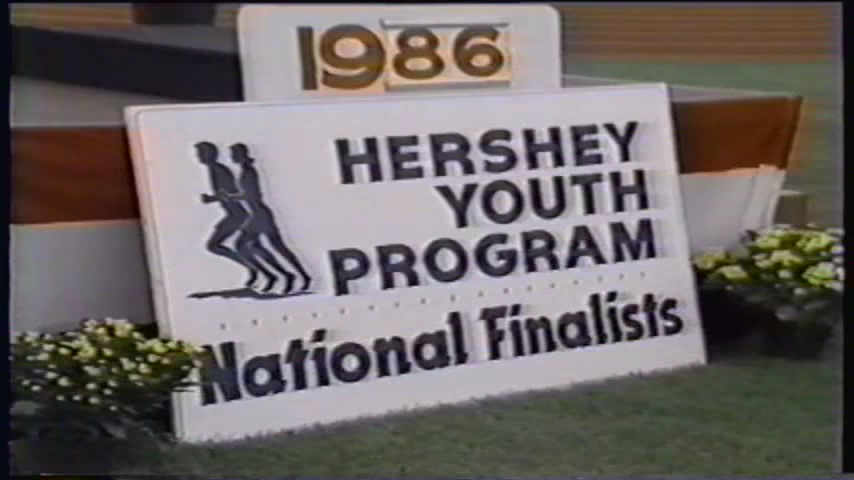 1986
HERSHEY
YOUTH
PROGRAM
National Finalists